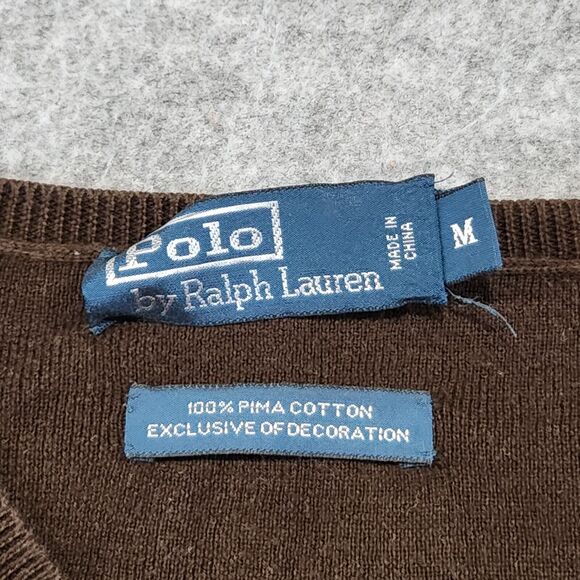 Polo
by Ralph Lauren
MADE IN
CHINA
M
100% PIMA COTTON
EXCLUSIVE OF DECORATION